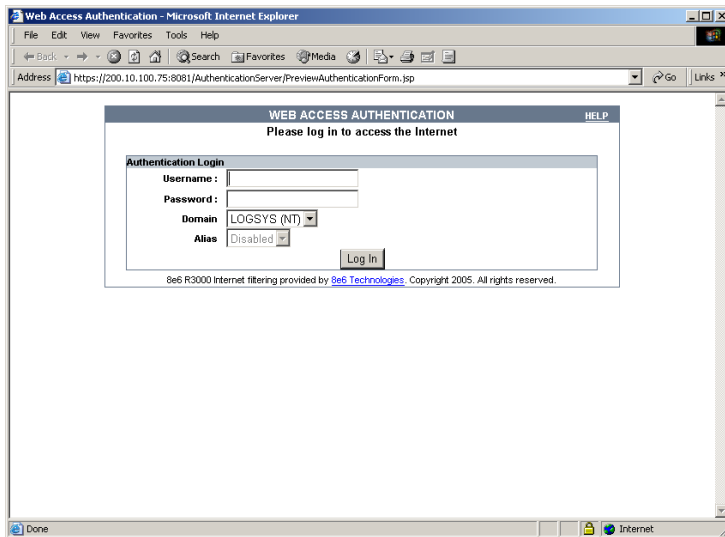 Web Access Authentication - Microsoft Internet Explorer
File Edit View Favorites Tools Help
Back Search Favorites Media
Address https://200.10.100.75:8081/AuthenticationServer/PreviewAuthenticationForm.jsp Go Links »
WEB ACCESS AUTHENTICATION HELP
Please log in to access the Internet
Authentication Login
Username :
Password :
Domain LOGSYS (NT)
Alias Disabled
Log In
8e6 R3000 Internet filtering provided by 8e6 Technologies. Copyright 2005. All rights reserved.
Done Internet